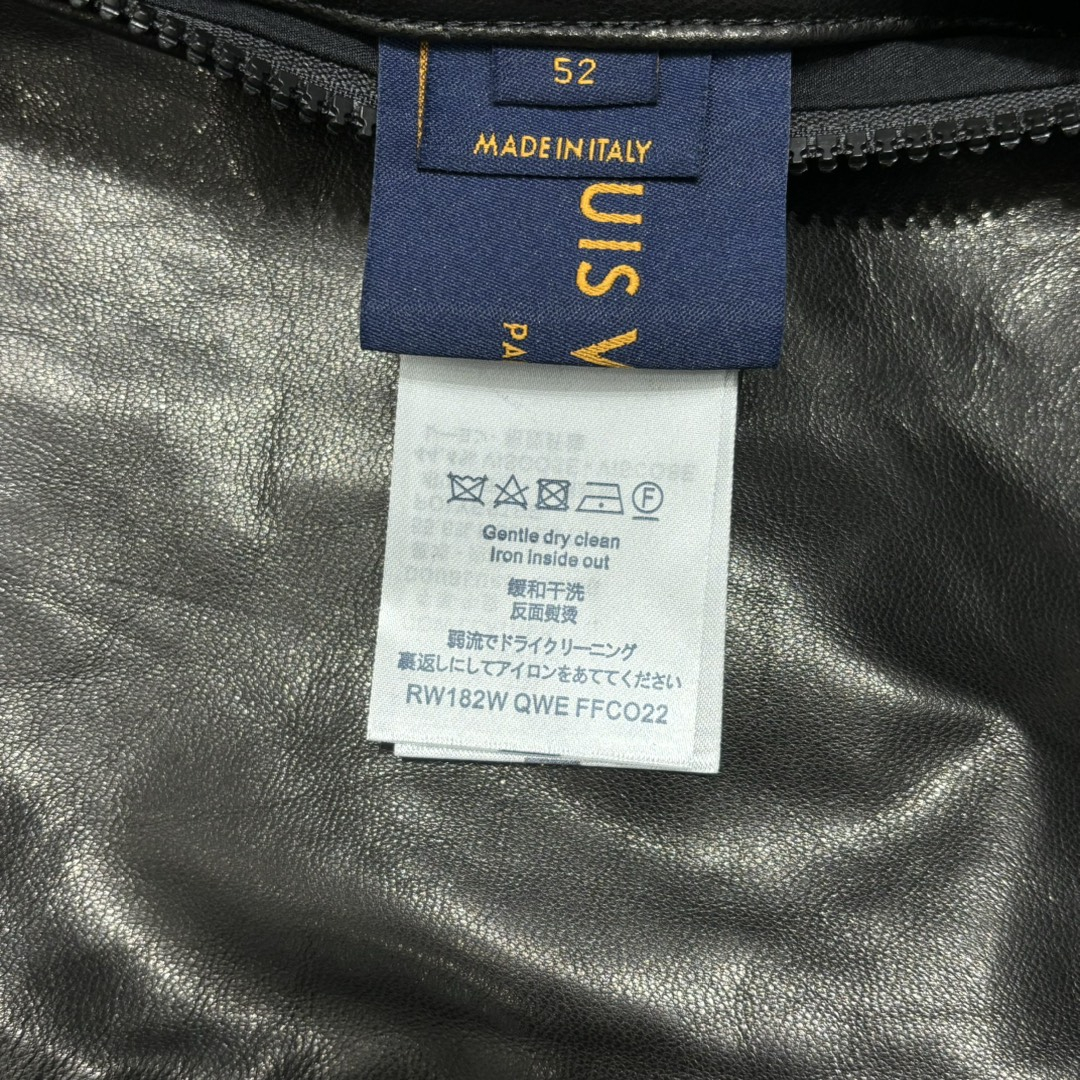 52
MADE IN ITALY
UIS V
PA
F
Gentle dry clean
Iron inside out
缓和干洗
反面熨烫
弱流でドライクリーニング
裏返しにしてアイロンをあててください
RW182W QWE FFCO22